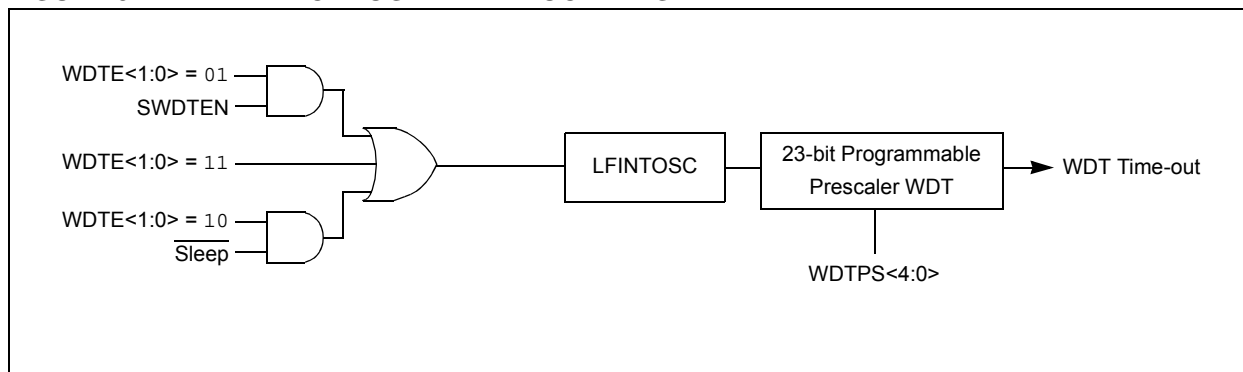 WDTE<1:0> = 01
SWDTEN
WDTE<1:0> = 11
WDTE<1:0> = 10
Sleep
LFINTOSC
23-bit Programmable
Prescaler WDT
WDT Time-out
WDTPS<4:0>